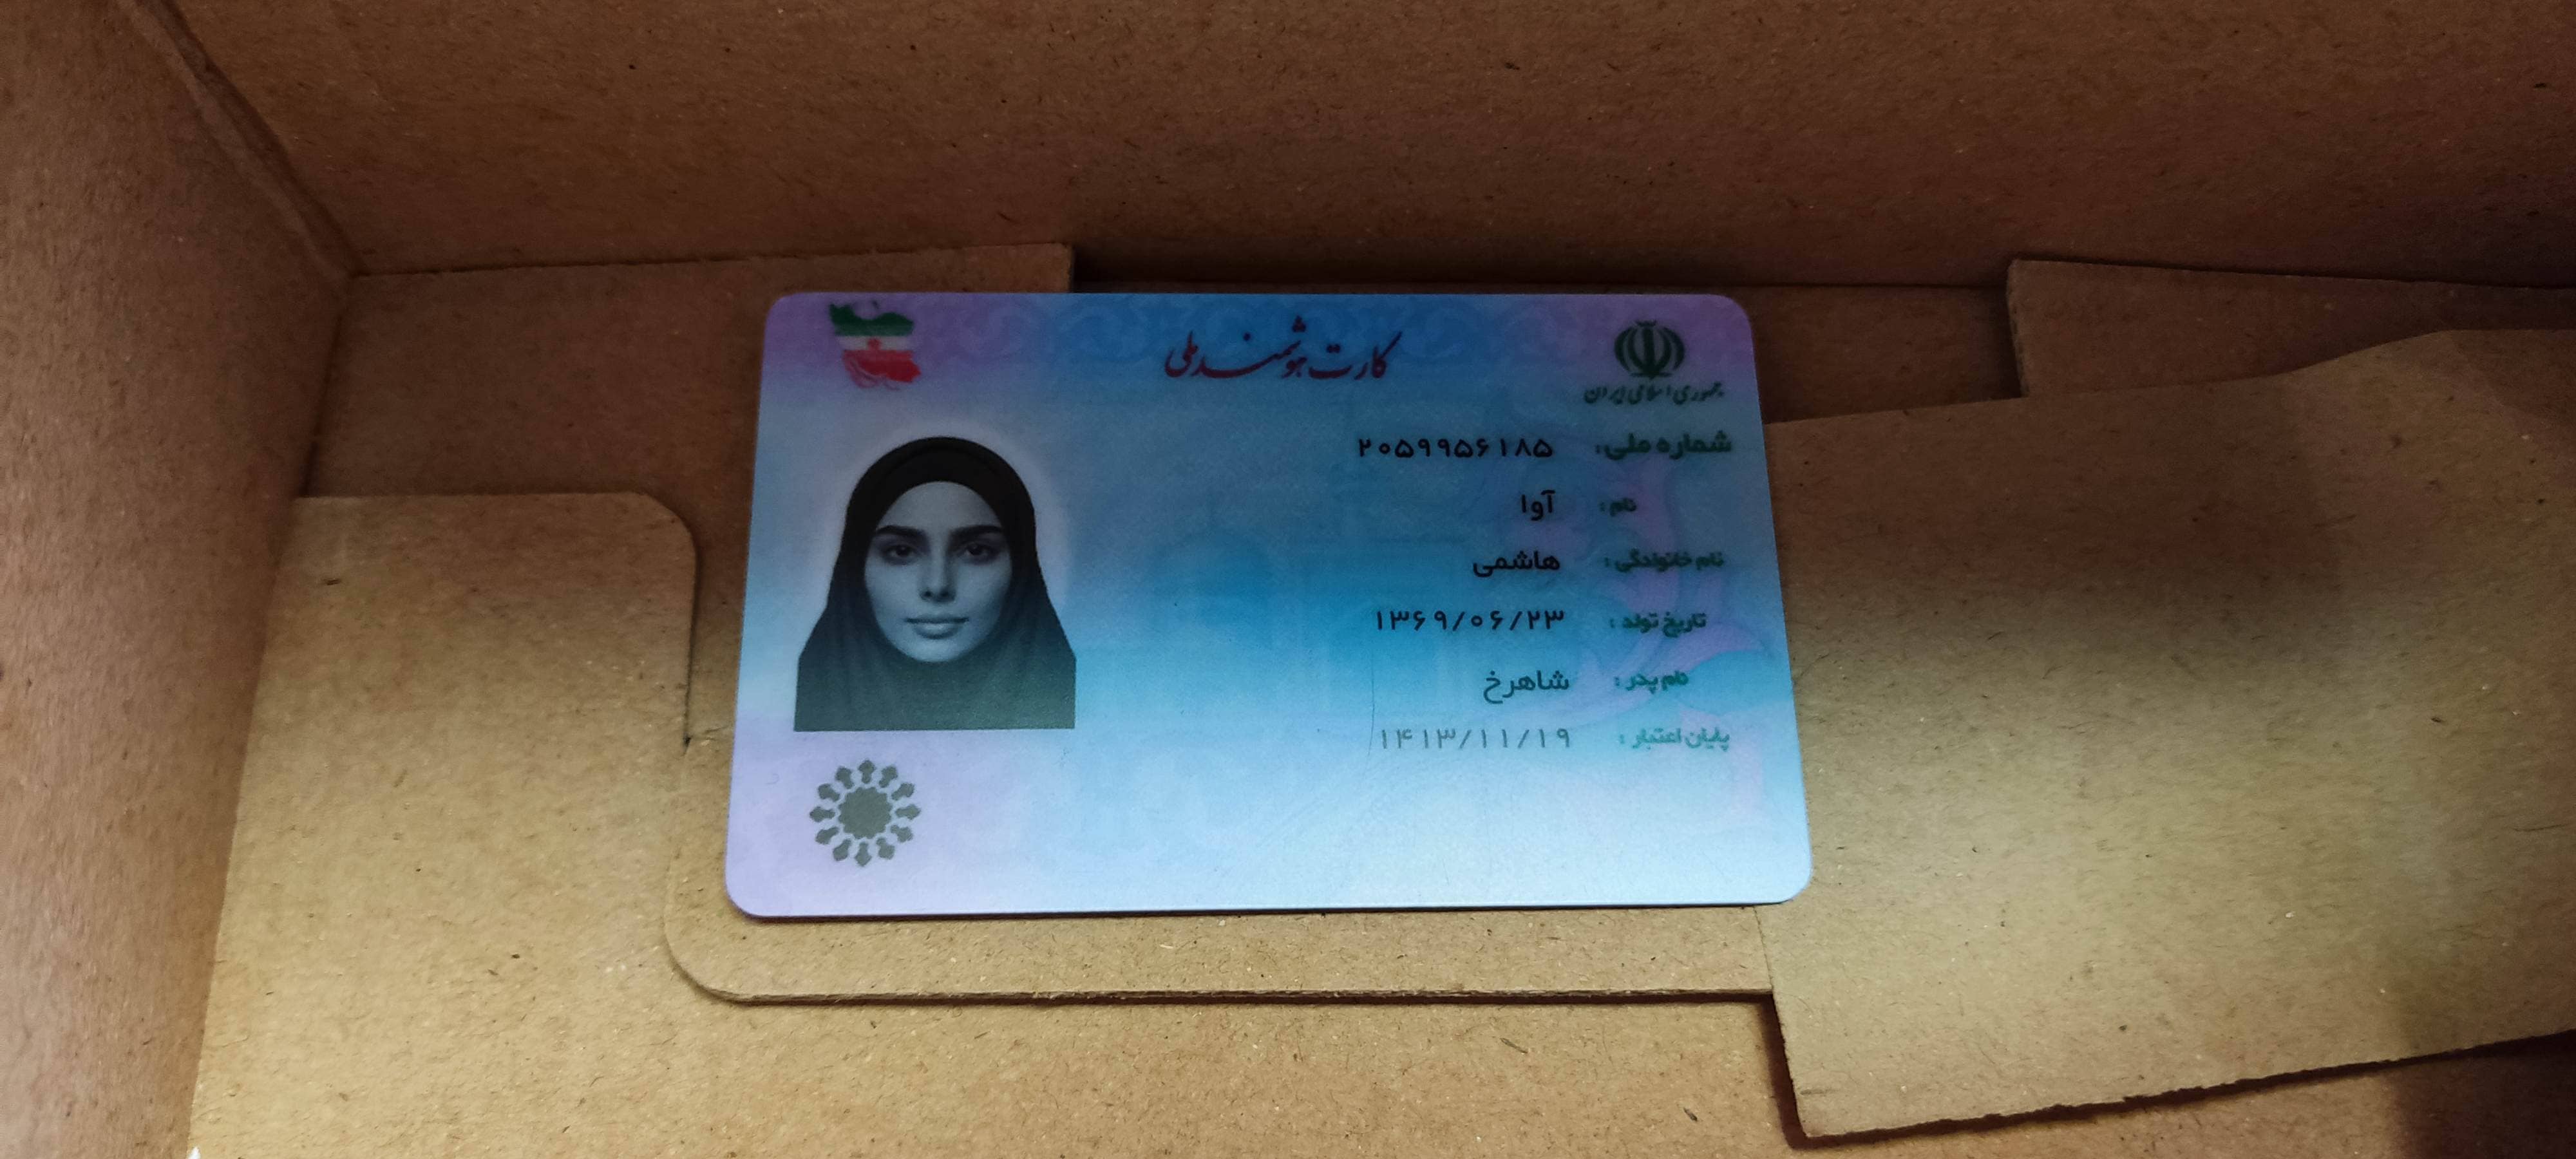 کارت هوشمند ملی
جمهوری اسلامی ایران
شماره ملی: ۲۰۵۹۹۵۶۱۸۵
نام: آوا
نام خانوادگی: هاشمی
تاریخ تولد: ۱۳۶۹/۰۶/۲۳
نام پدر: شاهرخ
پایان اعتبار: ۱۴۱۳/۱۱/۱۹